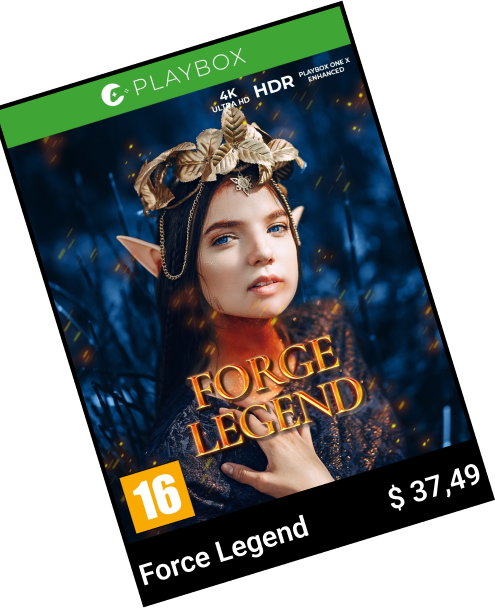 PLAYBOX
4K
ULTRA HD
HDR
PLAYBOX ONE X
ENHANCED
FORGE
LEGEND
16
$ 37,49
Force Legend